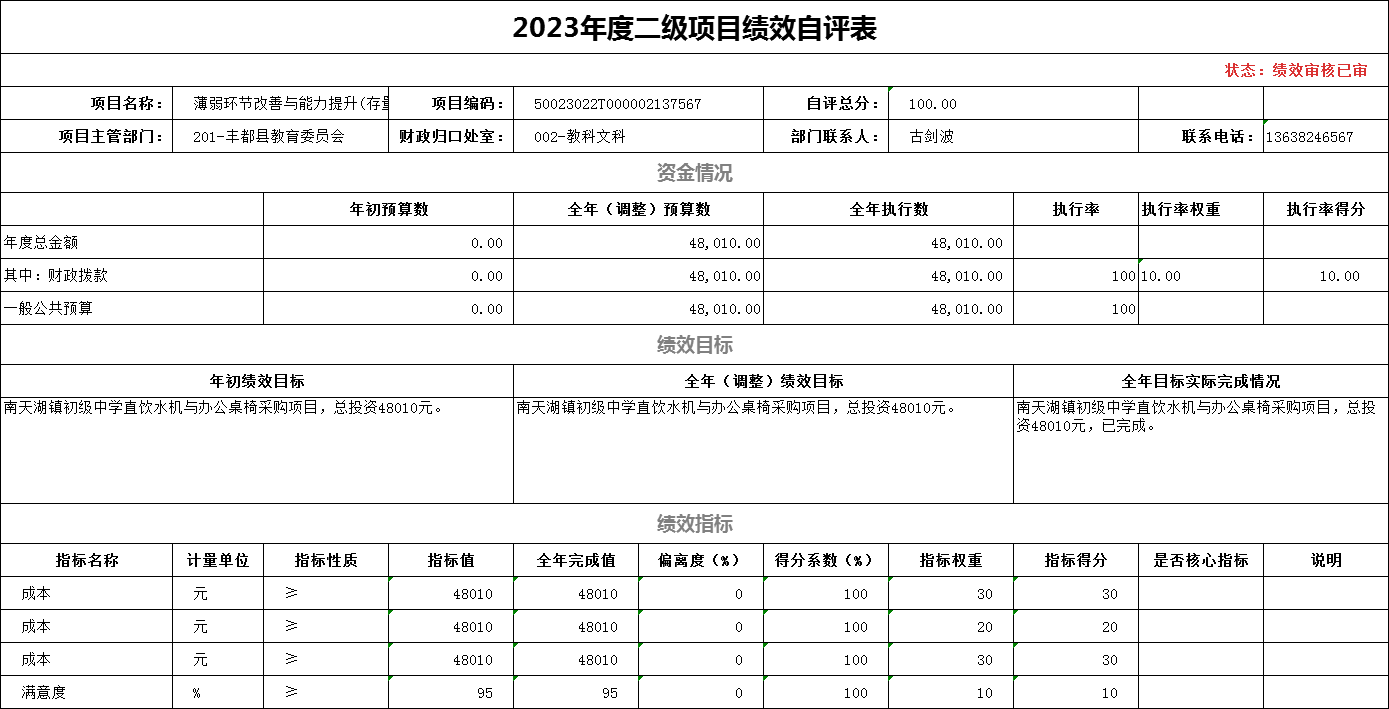 2023年度二级项目绩效自评表
状态：绩效审核已审
项目名称： 薄弱环节改善与能力提升(存 项目编码： 50023022T000002137567 自评总分： 100.00
项目主管部门： 201-丰都县教育委员会 财政归口处室： 002-教科文科 部门联系人： 古剑波 联系电话： 13638246567
资金情况
年初预算数 全年（调整）预算数 全年执行数 执行率 执行率权重 执行率得分
年度总金额 0.00 48,010.00 48,010.00
其中：财政拨款 0.00 48,010.00 48,010.00 100 10.00 10.00
一般公共预算 0.00 48,010.00 48,010.00 100
绩效目标
年初绩效目标 全年（调整）绩效目标 全年目标实际完成情况
南天湖镇初级中学直饮水机与办公桌椅采购项目，总投资48010元。 南天湖镇初级中学直饮水机与办公桌椅采购项目，总投资48010元。 南天湖镇初级中学直饮水机与办公桌椅采购项目，总投
资48010元，已完成。
绩效指标
指标名称 计量单位 指标性质 指标值 全年完成值 偏离度（%） 得分系数（%） 指标权重 指标得分 是否核心指标 说明
成本 元 ≥ 48010 48010 0 100 30 30
成本 元 ≥ 48010 48010 0 100 20 20
成本 元 ≥ 48010 48010 0 100 30 30
满意度 % ≥ 95 95 0 100 10 10